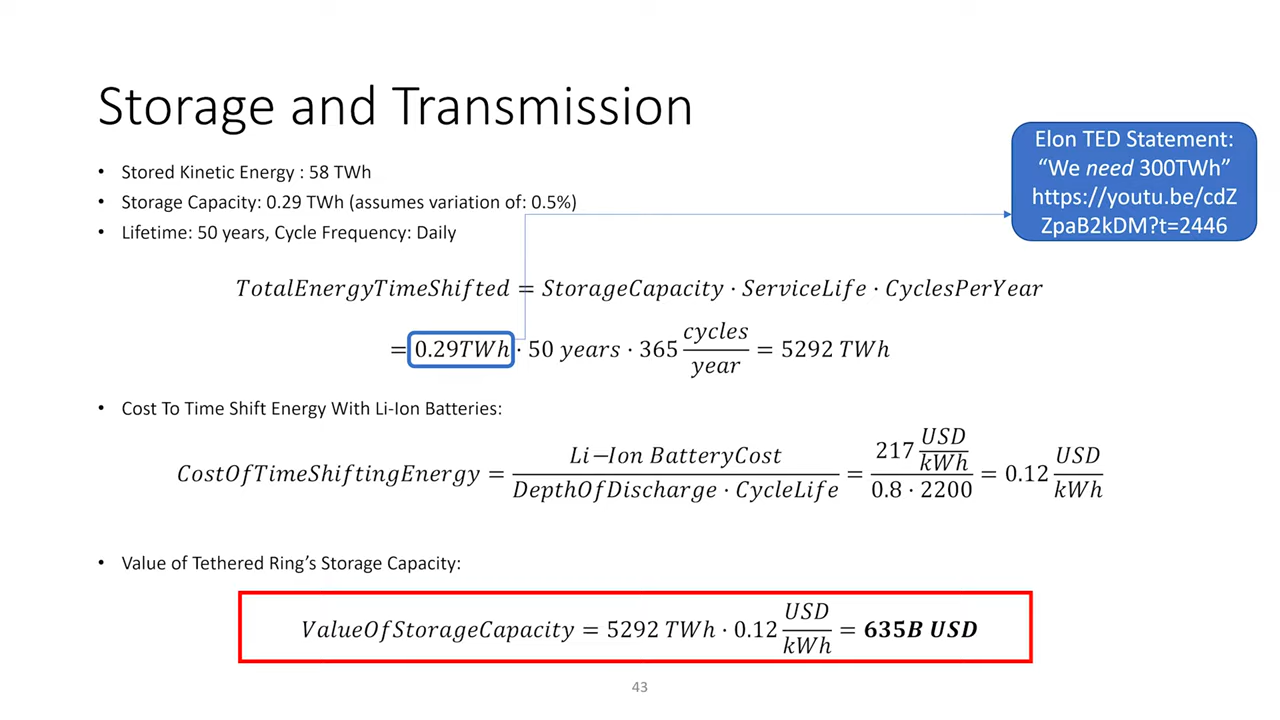 Storage and Transmission
• Stored Kinetic Energy : 58 TWh
• Storage Capacity: 0.29 TWh (assumes variation of: 0.5%)
• Lifetime: 50 years, Cycle Frequency: Daily
Elon TED Statement:
“We need 300TWh”
https://youtu.be/cdZ
ZpaB2kDM?t=2446
TotalEnergyTimeShifted = StorageCapacity · ServiceLife · CyclesPerYear
= 0.29TWh · 50 years · 365 cycles/year = 5292 TWh
• Cost To Time Shift Energy With Li-Ion Batteries:
CostOfTimeShiftingEnergy = Li−Ion BatteryCost / DepthOfDischarge · CycleLife = 217 USD/kWh / 0.8 · 2200 = 0.12 USD/kWh
• Value of Tethered Ring’s Storage Capacity:
ValueOfStorageCapacity = 5292 TWh · 0.12 USD/kWh = 635B USD
43